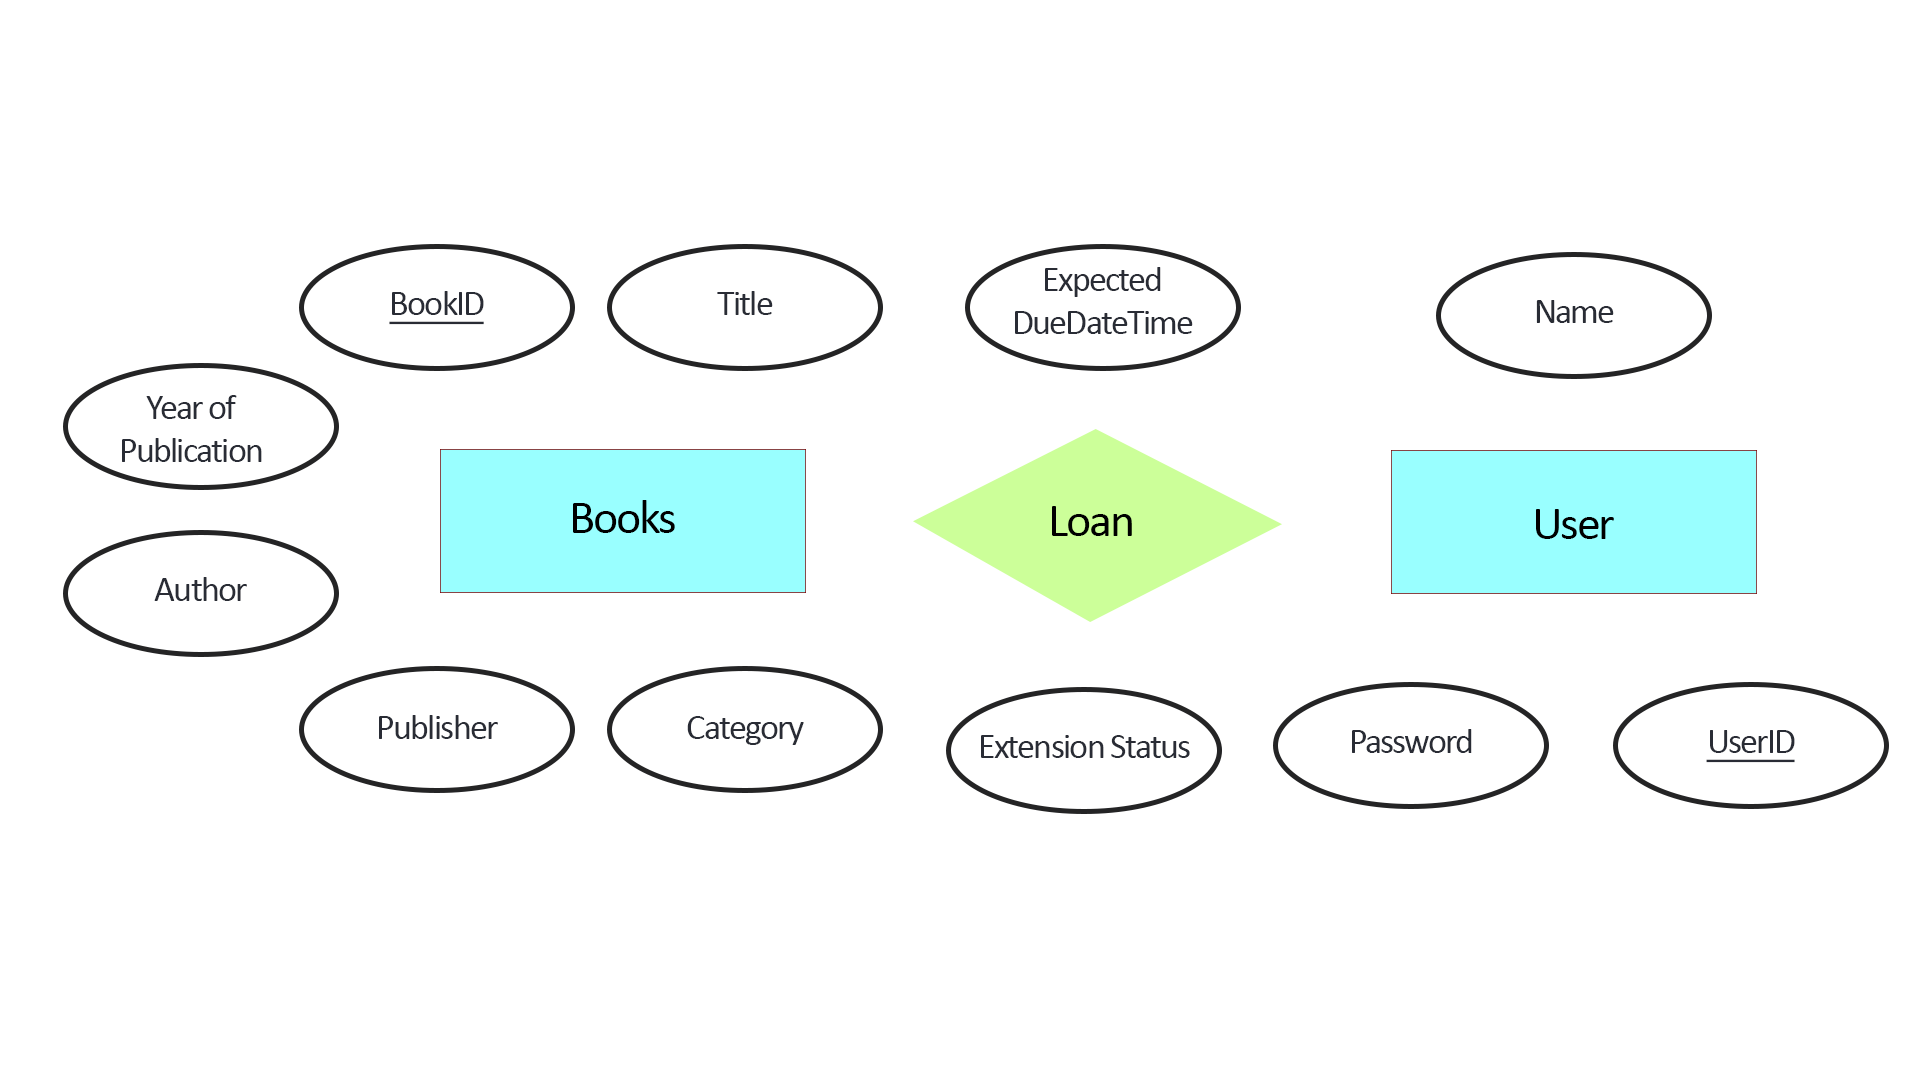 BookID
Title
Expected
DueDateTime
Name
Year of
Publication
Books
Loan
User
Author
Publisher
Category
Extension Status
Password
UserID